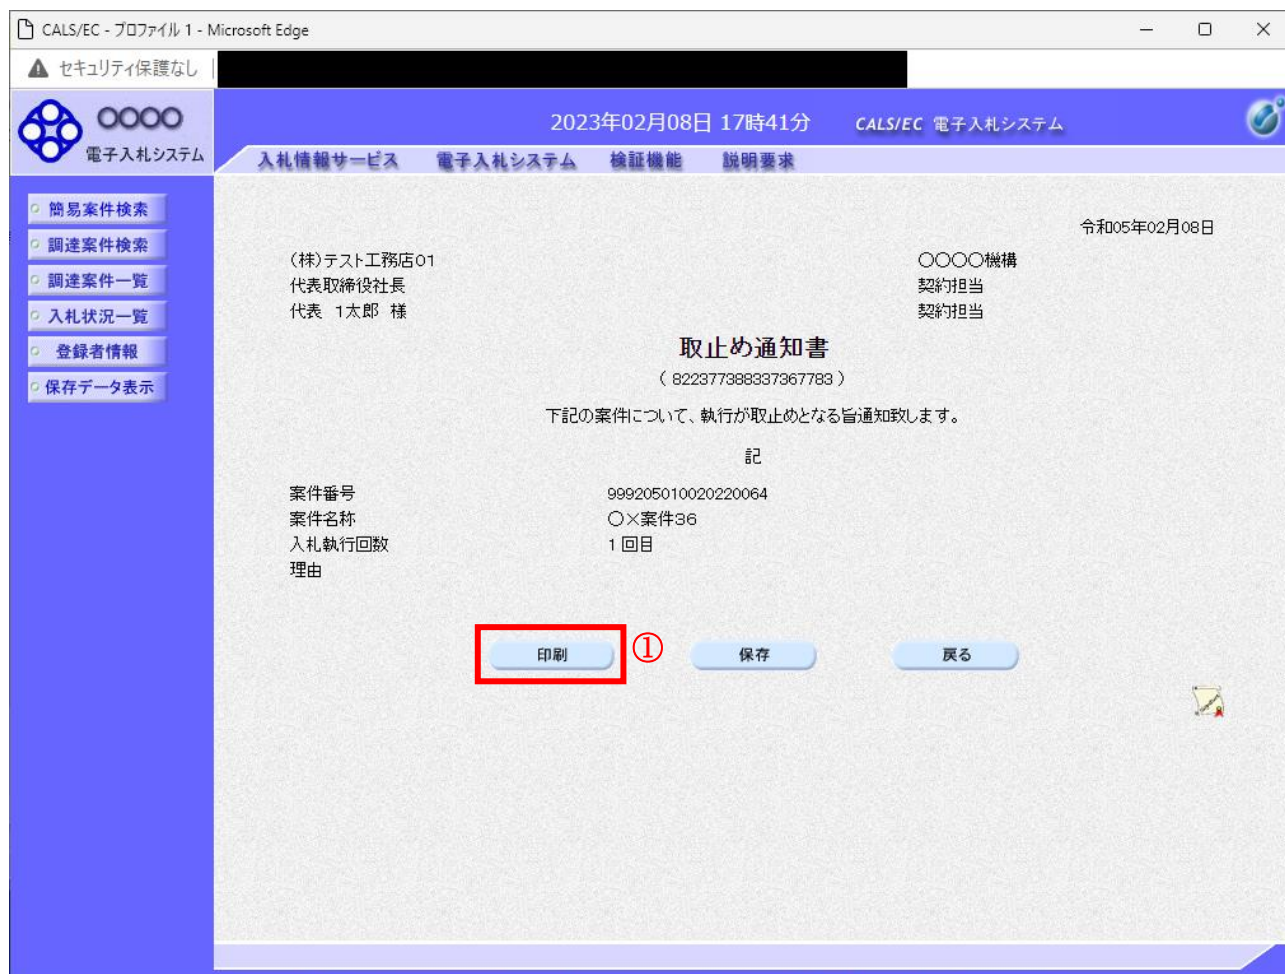 CALS/EC - プロファイル 1 - Microsoft Edge
セキュリティ保護なし
○○○○
電子入札システム
2023年02月08日 17時41分 CALS/EC 電子入札システム
入札情報サービス 電子入札システム 検証機能 説明要求
簡易案件検索
調達案件検索
調達案件一覧
入札状況一覧
登録者情報
保存データ表示
令和05年02月08日
(株)テスト工務店01
代表取締役社長
代表 1太郎 様
○○○○機構
契約担当
契約担当
取止め通知書
( 822377388337367783 )
下記の案件について、執行が取止めとなる旨通知致します。
記
案件番号 999205010020220064
案件名称 ○×案件36
入札執行回数 1回目
理由
印刷 ① 保存 戻る